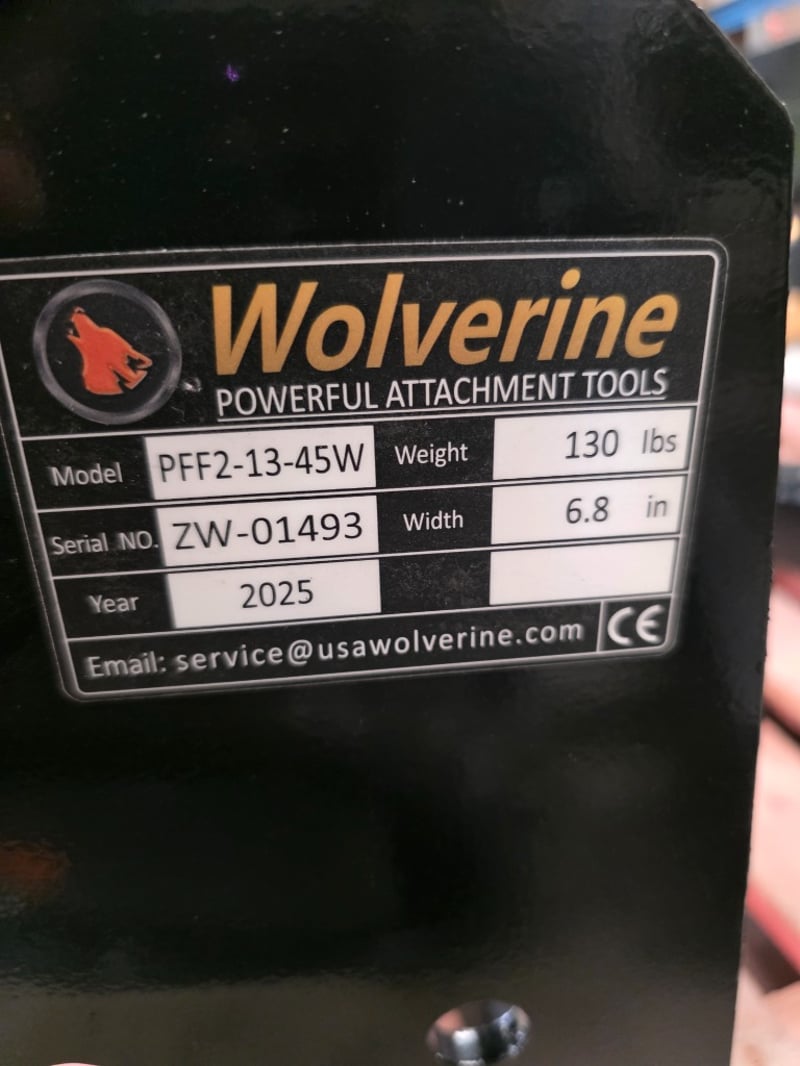 Wolverine
POWERFUL ATTACHMENT TOOLS
Model PFF2-13-45W Weight 130 lbs
Serial NO. ZW-01493 Width 6.8 in
Year 2025
Email: service@usawolverine.com CE